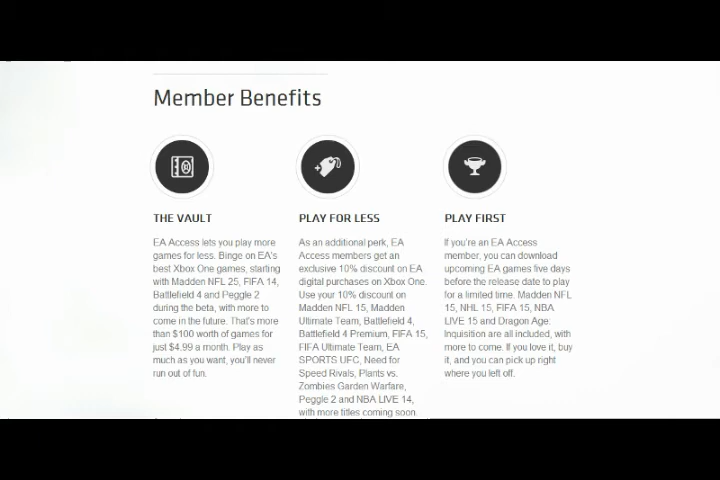 Member Benefits
THE VAULT
EA Access lets you play more
games for less. Binge on EA's
best Xbox One games, starting
with Madden NFL 25, FIFA 14,
Battlefield 4 and Peggle 2
during the beta, with more to
come in the future. That's more
than $100 worth of games for
just $4.99 a month. Play as
much as you want, you'll never
run out of fun.
PLAY FOR LESS
As an additional perk, EA
Access members get an
exclusive 10% discount on EA
digital purchases on Xbox One.
Use your 10% discount on
Madden NFL 15, Madden
Ultimate Team, Battlefield 4,
Battlefield 4 Premium, FIFA 15,
FIFA Ultimate Team, EA
SPORTS UFC, Need for
Speed Rivals, Plants vs.
Zombies Garden Warfare,
Peggle 2 and NBA LIVE 14,
with more titles coming soon.
PLAY FIRST
If you're an EA Access
member, you can download
upcoming EA games five days
before the release date to play
for a limited time. Madden NFL
15, NHL 15, FIFA 15, NBA
LIVE 15 and Dragon Age:
Inquisition are all included, with
more to come. If you love it, buy
it, and you can pick up right
where you left off.